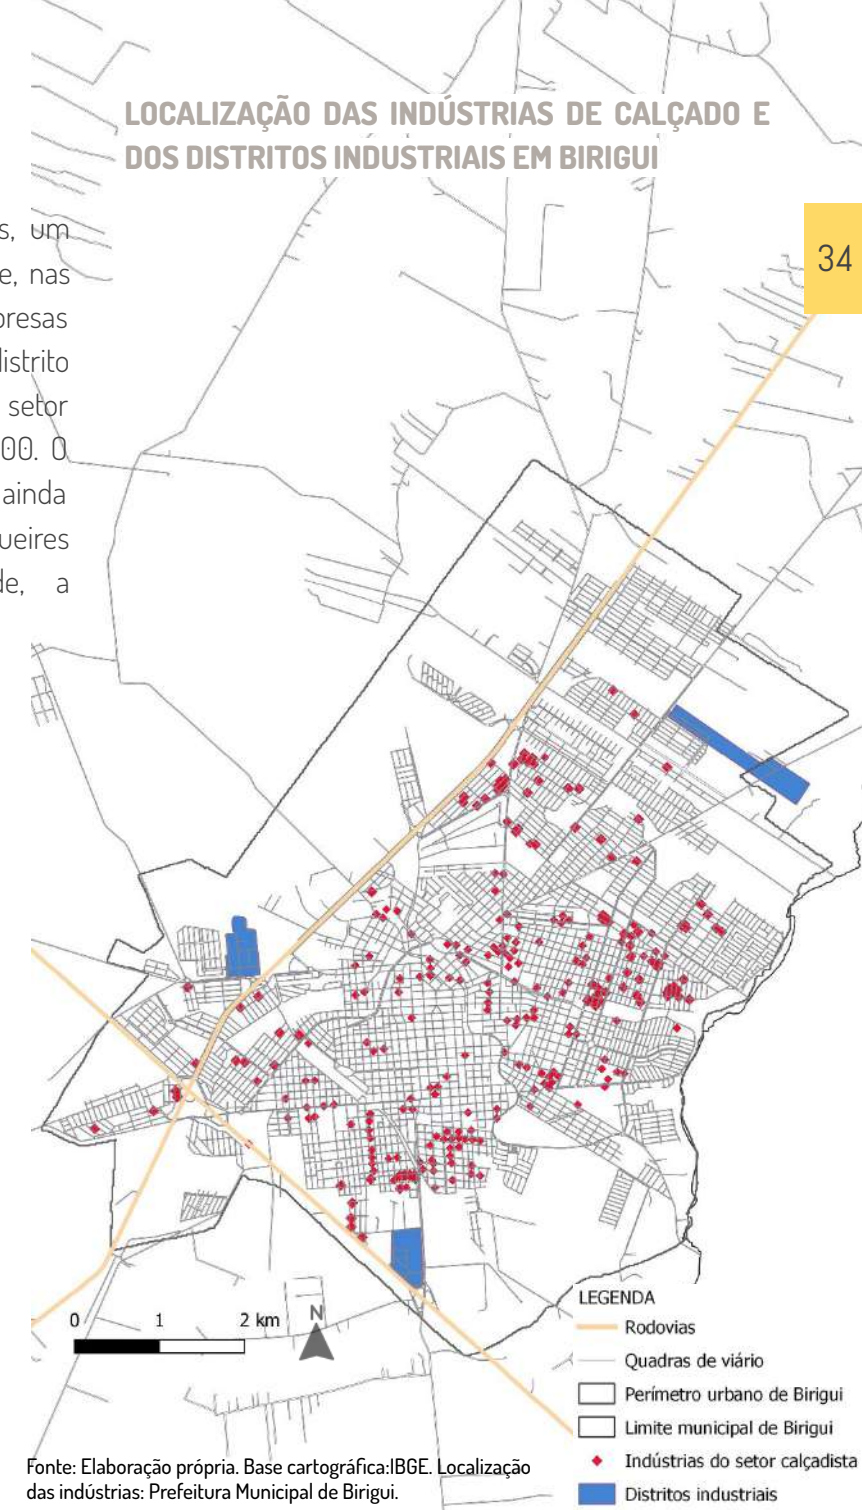 LOCALIZAÇÃO DAS INDÚSTRIAS DE CALÇADO E
DOS DISTRITOS INDUSTRIAIS EM BIRIGUI
34
s, um
e, nas
presas
distrito
setor
00. O
ainda
ueires
de, a
0 1 2 km
N
LEGENDA
Rodovias
Quadras de viário
Perímetro urbano de Birigui
Limite municipal de Birigui
Indústrias do setor calçadista
Distritos industriais
Fonte: Elaboração própria. Base cartográfica:IBGE. Localização
das indústrias: Prefeitura Municipal de Birigui.